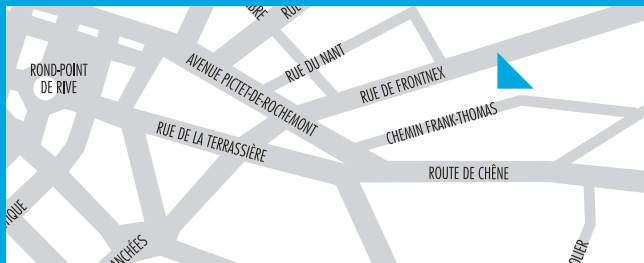 RUE
ROND-POINT
DE RIVE
AVENUE PICTET-DE-ROCHEMONT
RUE DU NANT
RUE DE FRONTNEX
CHEMIN FRANK-THOMAS
RUE DE LA TERRASSIÈRE
ROUTE DE CHÊNE